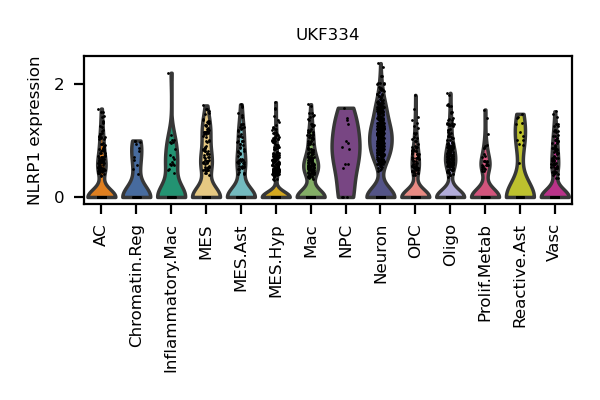 UKF334
NLRP1 expression
2
0
AC
Chromatin.Reg
Inflammatory.Mac
MES
MES.Ast
MES.Hyp
Mac
NPC
Neuron
OPC
Oligo
Prolif.Metab
Reactive.Ast
Vasc